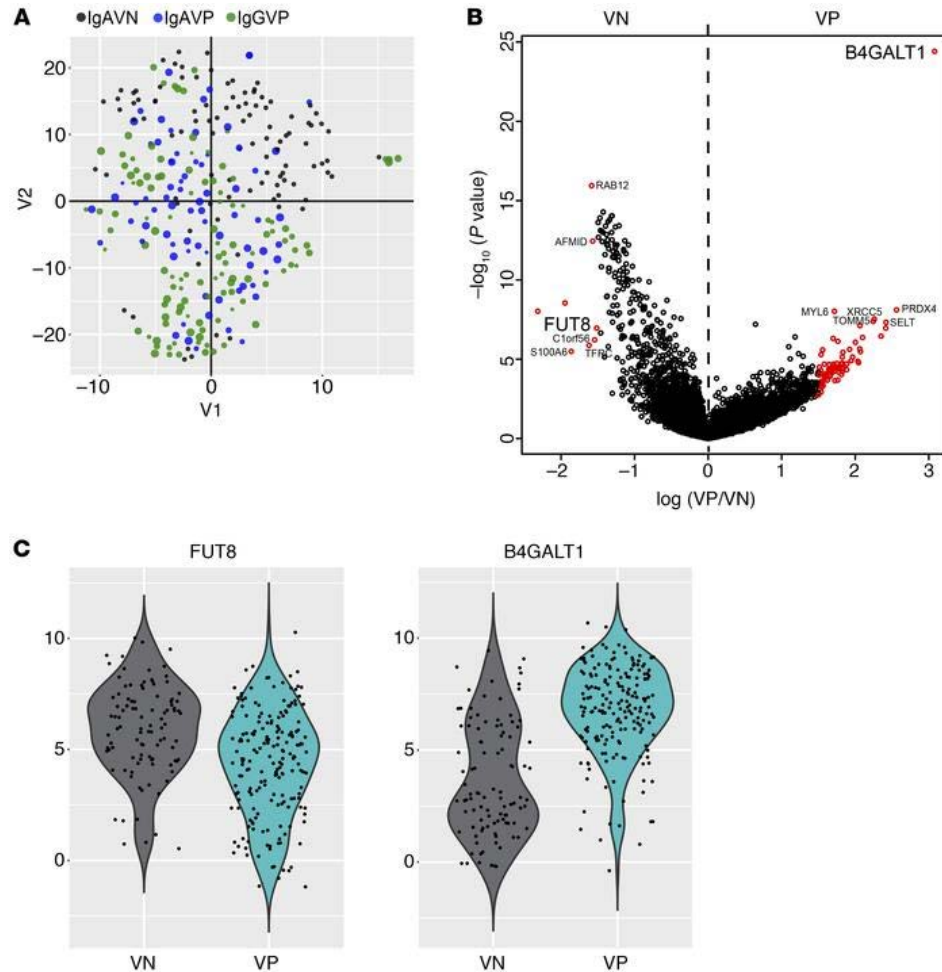 A
IgAVN IgAVP IgGVP
20
10
0
−10
−20
V2
−10 0 10
V1
B
VN VP
25
20
15
10
5
0
−log10 (P value)
B4GALT1
RAB12
AFMID
FUT8
C1orf56
S100A6
TFRC
MYL6
XRCC5
TOMM5
PRDX4
SELT
−2 −1 0 1 2 3
log (VP/VN)
C
FUT8
10
5
0
VN VP
B4GALT1
10
5
0
VN VP